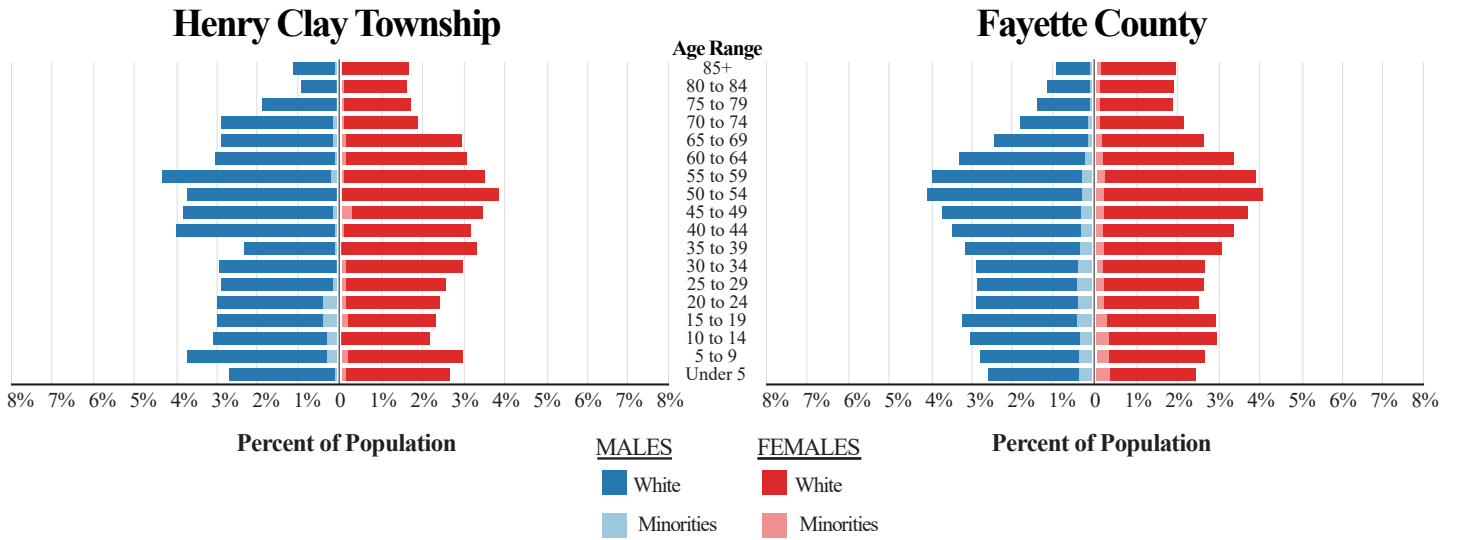 Henry Clay Township
Fayette County
Age Range
85+
80 to 84
75 to 79
70 to 74
65 to 69
60 to 64
55 to 59
50 to 54
45 to 49
40 to 44
35 to 39
30 to 34
25 to 29
20 to 24
15 to 19
10 to 14
5 to 9
Under 5
8% 7% 6% 5% 4% 3% 2% 1% 0 1% 2% 3% 4% 5% 6% 7% 8%
8% 7% 6% 5% 4% 3% 2% 1% 0 1% 2% 3% 4% 5% 6% 7% 8%
Percent of Population
Percent of Population
MALES
White
Minorities
FEMALES
White
Minorities